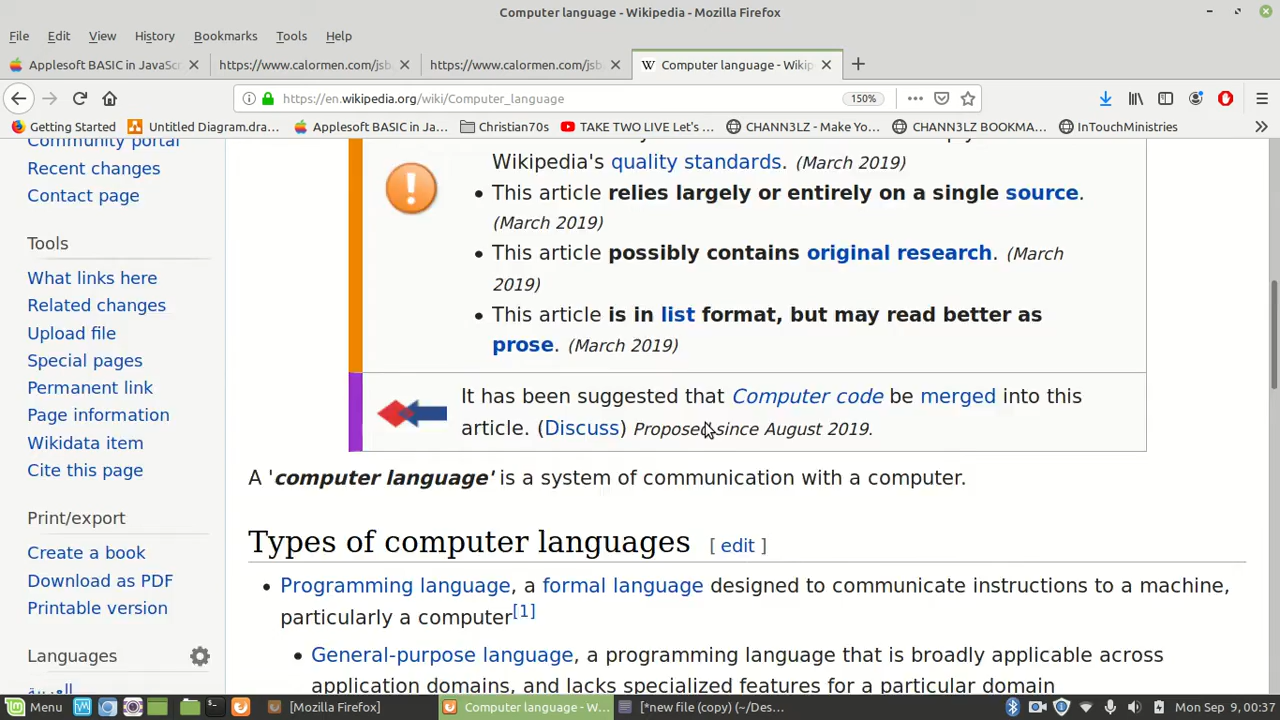 Computer language - Wikipedia - Mozilla Firefox
File Edit View History Bookmarks Tools Help
Applesoft BASIC in JavaSc https://www.calormen.com/jsb https://www.calormen.com/jsb W Computer language - Wikip
https://en.wikipedia.org/wiki/Computer_language 150%
Getting Started Untitled Diagram.dra... Applesoft BASIC in Ja... Christian70s TAKE TWO LIVE Let's ... CHANN3LZ - Make Yo... CHANN3LZ BOOKMA... InTouchMinistries
Community portal
Recent changes
Contact page
Tools
What links here
Related changes
Upload file
Special pages
Permanent link
Page information
Wikidata item
Cite this page
Print/export
Create a book
Download as PDF
Printable version
Languages
العربية
Wikipedia's quality standards. (March 2019)
• This article relies largely or entirely on a single source.
(March 2019)
• This article possibly contains original research. (March
2019)
• This article is in list format, but may read better as
prose. (March 2019)
It has been suggested that Computer code be merged into this
article. (Discuss) Proposed since August 2019.
A 'computer language' is a system of communication with a computer.
Types of computer languages [ edit ]
• Programming language, a formal language designed to communicate instructions to a machine,
particularly a computer[1]
• General-purpose language, a programming language that is broadly applicable across
application domains, and lacks specialized features for a particular domain
Menu [Mozilla Firefox] Computer language - W... [*new file (copy) (~/Des... Mon Sep 9, 00:37